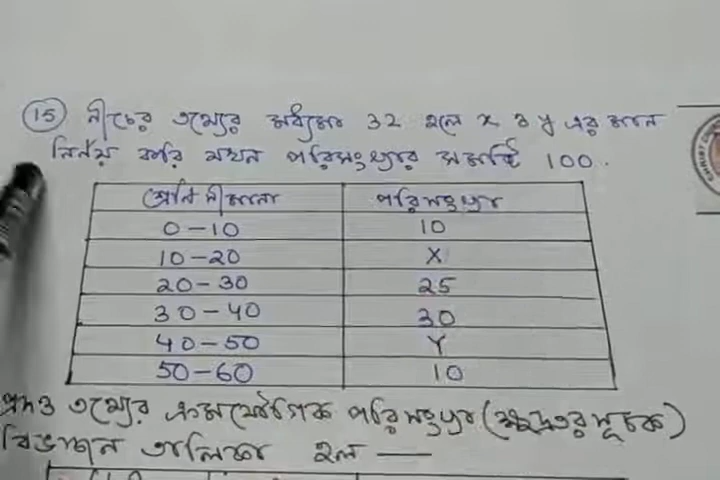 15 নীচের তথ্যের মধ্যমা 32 হলে x ও y এর মান
নির্ণয় করি যখন পরিসংখ্যার সমষ্টি 100.
শ্রেণি সীমানা পরিসংখ্যা
0-10 10
10-20 X
20-30 25
30-40 30
40-50 Y
50-60 10
প্রদত্ত তথ্যের ক্রমযৌগিক পরিসংখ্যা (ক্ষুদ্রতর সূচক)
বিভাজন তালিকা হল —